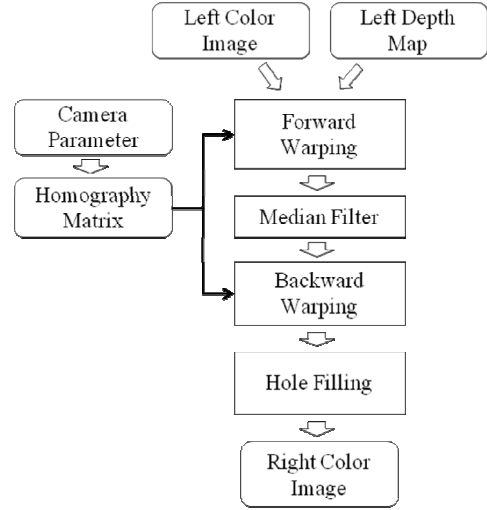 Left Color
Image
Left Depth
Map
Camera
Parameter
Homography
Matrix
Forward
Warping
Median Filter
Backward
Warping
Hole Filling
Right Color
Image